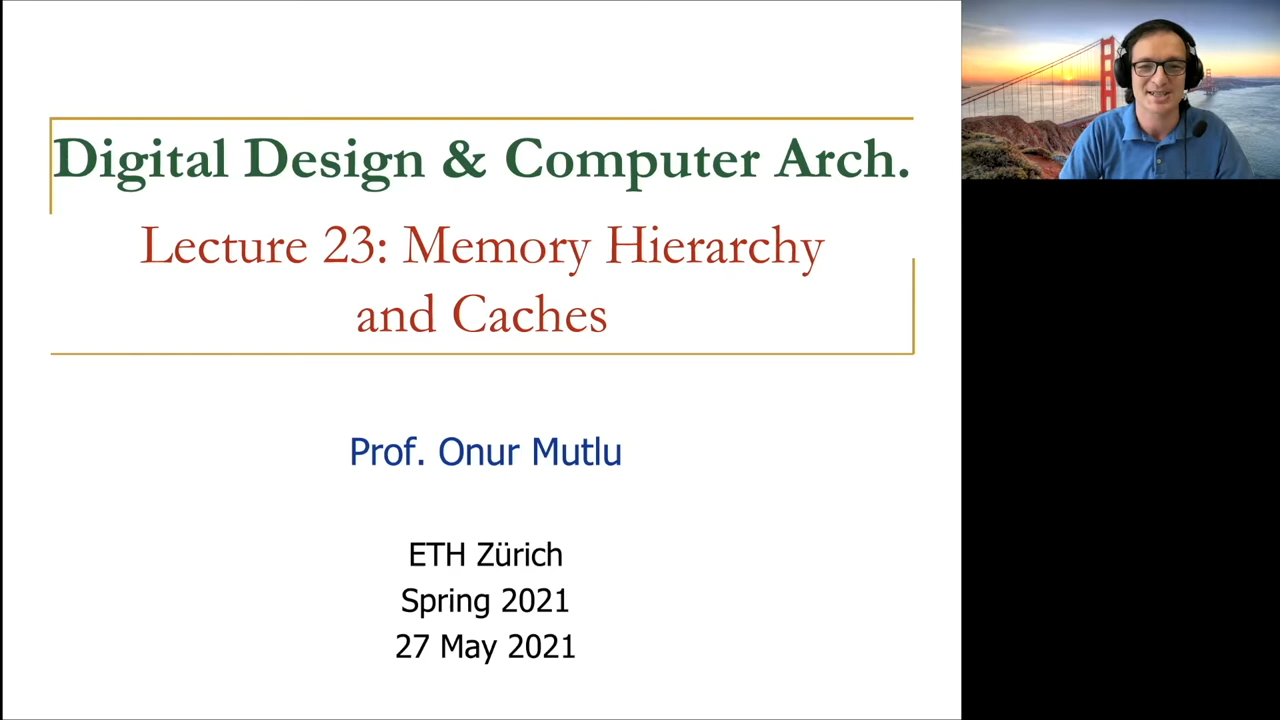 Digital Design & Computer Arch.
Lecture 23: Memory Hierarchy
and Caches
Prof. Onur Mutlu
ETH Zürich
Spring 2021
27 May 2021